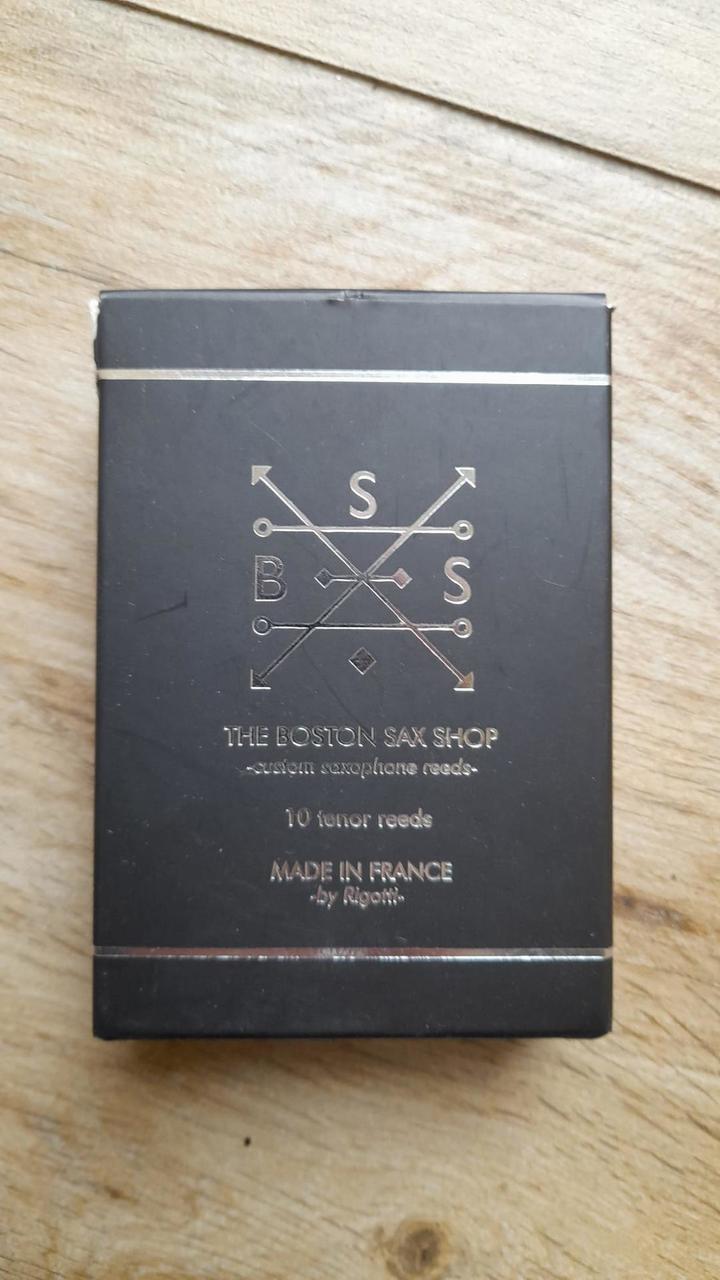 S
B S
THE BOSTON SAX SHOP
-custom saxophone reeds-
10 tenor reeds
MADE IN FRANCE
-by Rigotti-